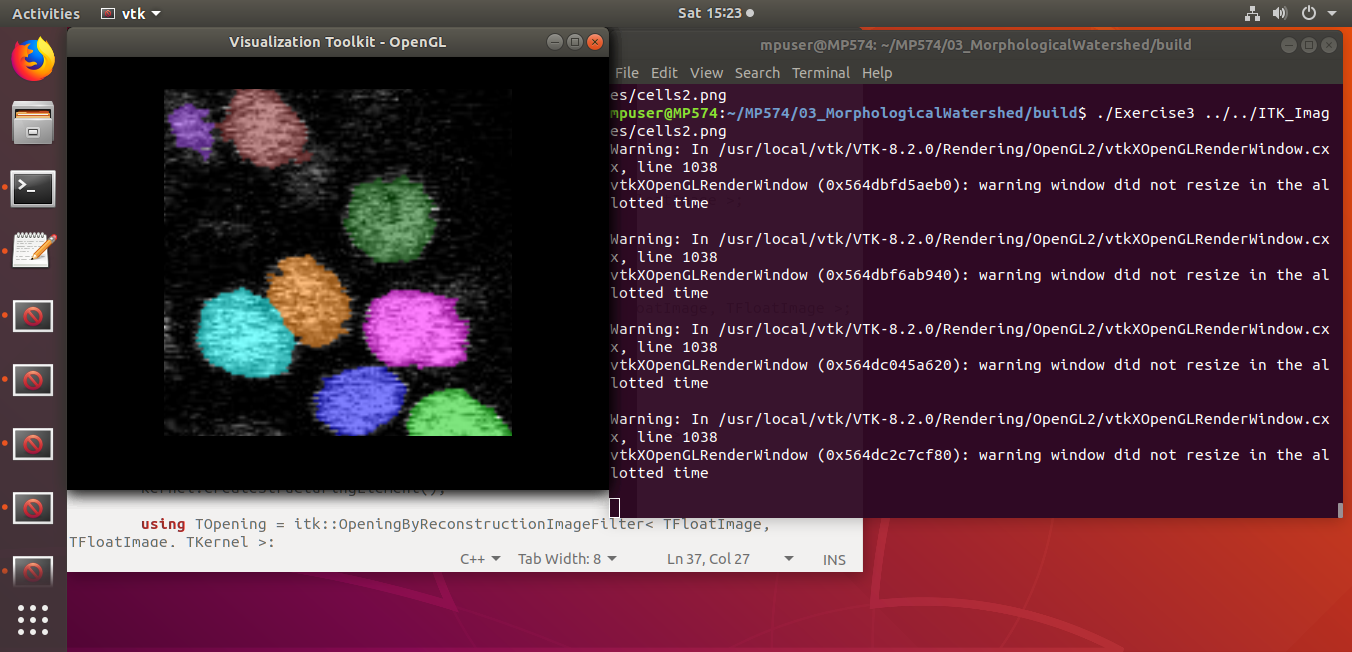 Activities
vtk
Sat 15:23
Visualization Toolkit - OpenGL
mpuser@MP574: ~/MP574/03_MorphologicalWatershed/build
File Edit View Search Terminal Help
es/cells2.png
mpuser@MP574:~/MP574/03_MorphologicalWatershed/build$ ./Exercise3 ../../ITK_Imag
es/cells2.png
Warning: In /usr/local/vtk/VTK-8.2.0/Rendering/OpenGL2/vtkXOpenGLRenderWindow.cx
x, line 1038
vtkXOpenGLRenderWindow (0x564dbfd5aeb0): warning window did not resize in the al
lotted time
Warning: In /usr/local/vtk/VTK-8.2.0/Rendering/OpenGL2/vtkXOpenGLRenderWindow.cx
x, line 1038
vtkXOpenGLRenderWindow (0x564dbf6ab940): warning window did not resize in the al
lotted time
Warning: In /usr/local/vtk/VTK-8.2.0/Rendering/OpenGL2/vtkXOpenGLRenderWindow.cx
x, line 1038
vtkXOpenGLRenderWindow (0x564dc045a620): warning window did not resize in the al
lotted time
Warning: In /usr/local/vtk/VTK-8.2.0/Rendering/OpenGL2/vtkXOpenGLRenderWindow.cx
x, line 1038
vtkXOpenGLRenderWindow (0x564dc2c7cf80): warning window did not resize in the al
lotted time
Kernel.CreateStructuringElement();
using TOpening = itk::OpeningByReconstructionImageFilter< TFloatImage,
TFloatImage, TKernel >;
C++ Tab Width: 8 Ln 37, Col 27 INS